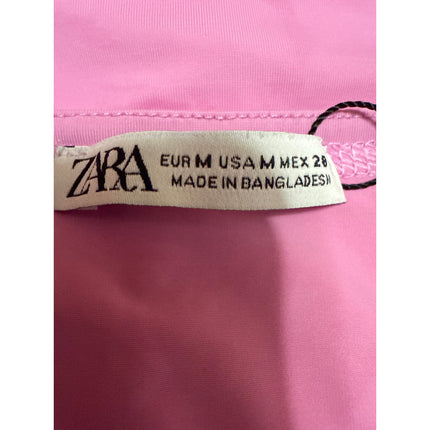 ZARA
EUR M USA M MEX 28
MADE IN BANGLADESH